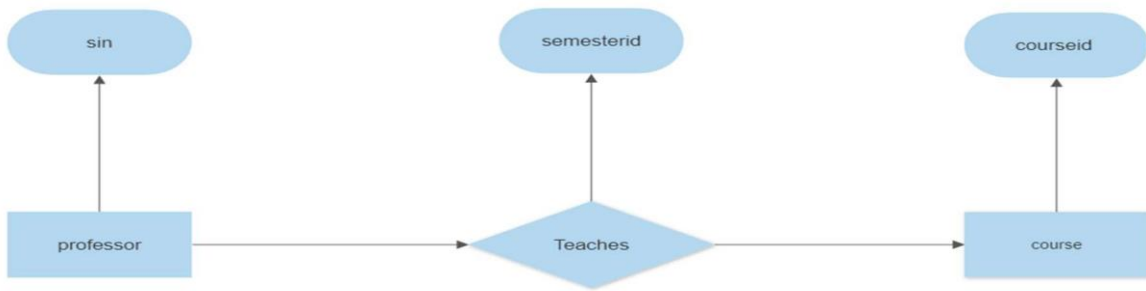 sin
semesterid
courseid
professor
Teaches
course